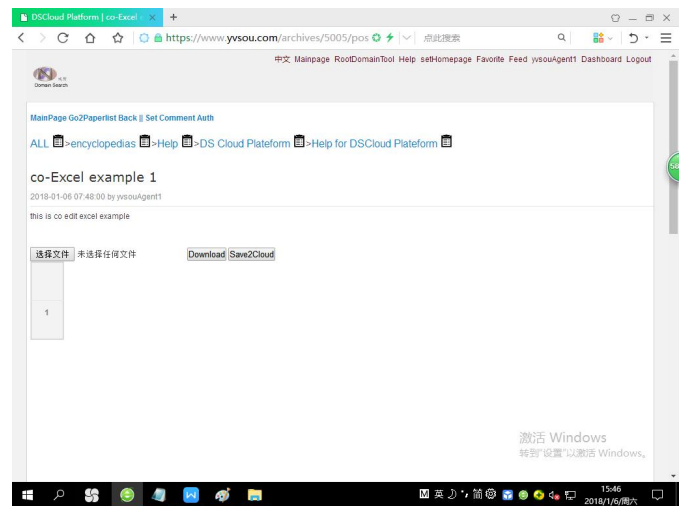 DSCloud Platform | co-Excel
https://www.yvsou.com/archives/5005/pos 点此搜索
中文 Mainpage RootDomainTool Help setHomepage Favorite Feed yvsouAgent1 Dashboard Logout
Domain Search
MainPage Go2Paperlist Back || Set Comment Auth
ALL >encyclopedias >Help >DS Cloud Plateform >Help for DSCloud Plateform
co-Excel example 1
2018-01-06 07:48:00 by yvsouAgent1
this is co edit excel example
选择文件 未选择任何文件 Download Save2Cloud
1
58
激活 Windows
转到"设置"以激活 Windows。
M 英 简 15:46
2018/1/6/周六